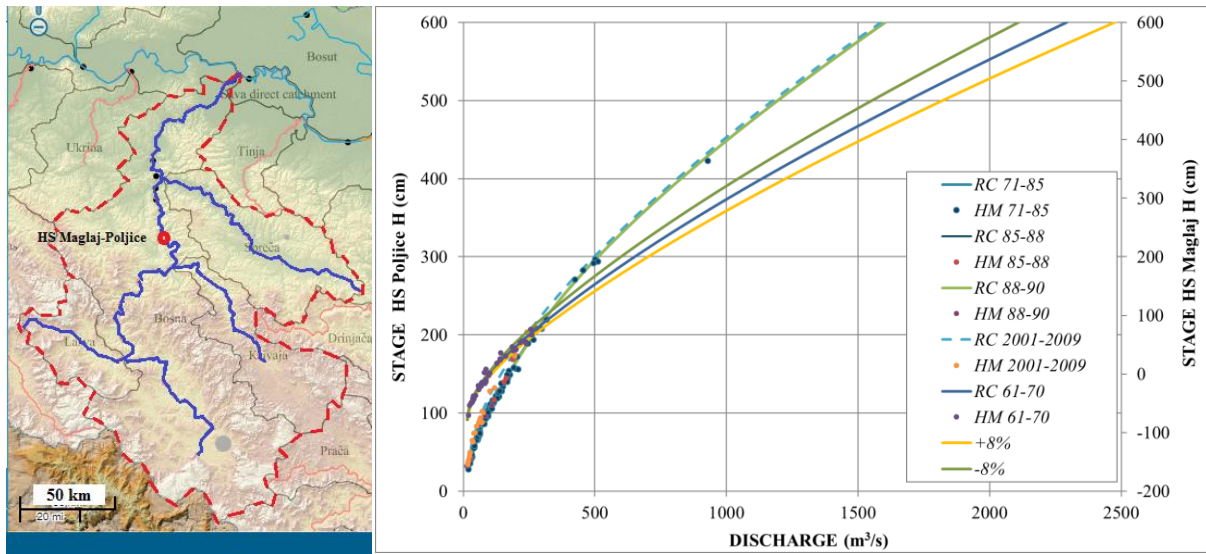 Bosut
Sava direct catchment
Ukrina
Tinja
HS Maglaj-Poljice
Spreča
Bosna
Drinjača
Lašva
Krivaja
Prača
50 km
20 mi
600
500
400
300
200
100
0
STAGE HS Poljice H (cm)
0
500
1000
1500
2000
2500
DISCHARGE (m³/s)
600
500
400
300
200
100
0
-100
-200
STAGE HS Maglaj H (cm)
RC 71-85
HM 71-85
RC 85-88
HM 85-88
RC 88-90
HM 88-90
RC 2001-2009
HM 2001-2009
RC 61-70
HM 61-70
+8%
-8%